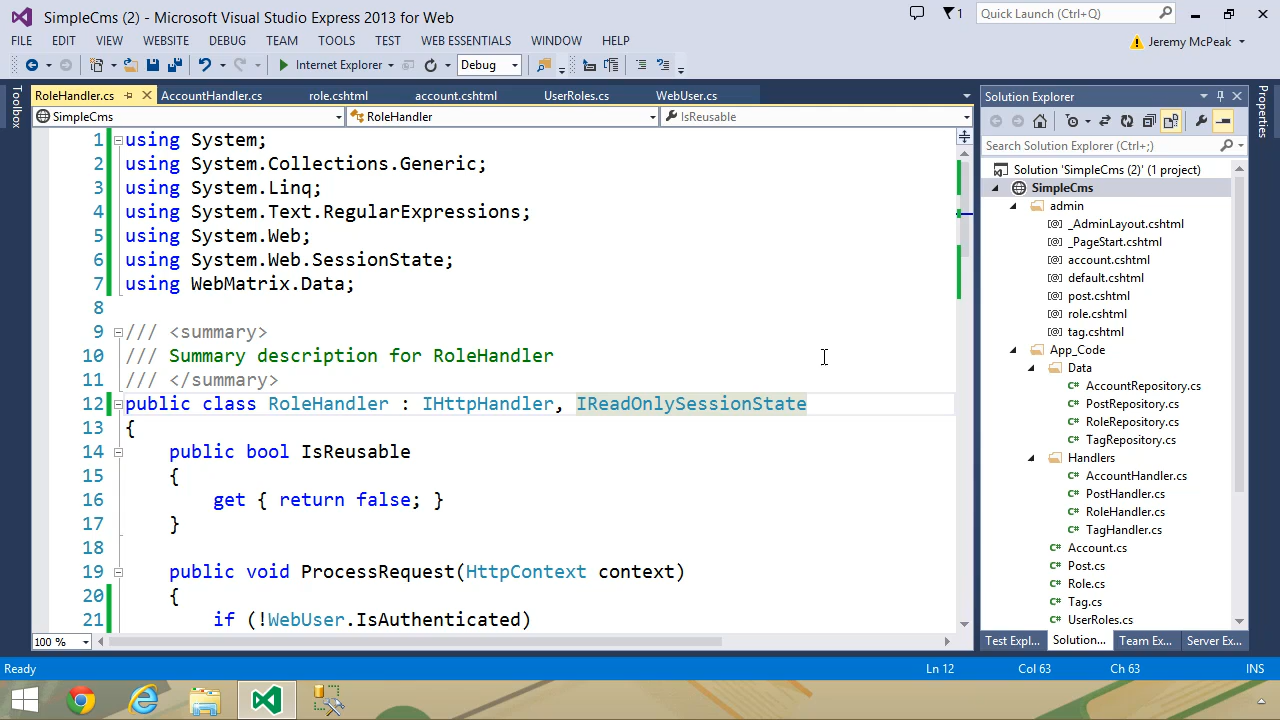 SimpleCms (2) - Microsoft Visual Studio Express 2013 for Web
1
Quick Launch (Ctrl+Q)
FILE EDIT VIEW WEBSITE DEBUG TEAM TOOLS TEST WEB ESSENTIALS WINDOW HELP
Jeremy McPeak
Internet Explorer Debug
Toolbox
RoleHandler.cs AccountHandler.cs role.cshtml account.cshtml UserRoles.cs WebUser.cs
SimpleCms RoleHandler IsReusable
1 using System;
2 using System.Collections.Generic;
3 using System.Linq;
4 using System.Text.RegularExpressions;
5 using System.Web;
6 using System.Web.SessionState;
7 using WebMatrix.Data;
8
9 /// <summary>
10 /// Summary description for RoleHandler
11 /// </summary>
12 public class RoleHandler : IHttpHandler, IReadOnlySessionState
13 {
14 public bool IsReusable
15 {
16 get { return false; }
17 }
18
19 public void ProcessRequest(HttpContext context)
20 {
21 if (!WebUser.IsAuthenticated)
100 %
Solution Explorer
Search Solution Explorer (Ctrl+;)
Solution 'SimpleCms (2)' (1 project)
SimpleCms
admin
_AdminLayout.cshtml
_PageStart.cshtml
account.cshtml
default.cshtml
post.cshtml
role.cshtml
tag.cshtml
App_Code
Data
AccountRepository.cs
PostRepository.cs
RoleRepository.cs
TagRepository.cs
Handlers
AccountHandler.cs
PostHandler.cs
RoleHandler.cs
TagHandler.cs
Account.cs
Post.cs
Role.cs
Tag.cs
UserRoles.cs
Test Expl... Solution... Team Ex... Server Ex...
Properties
Ready Ln 12 Col 63 Ch 63 INS